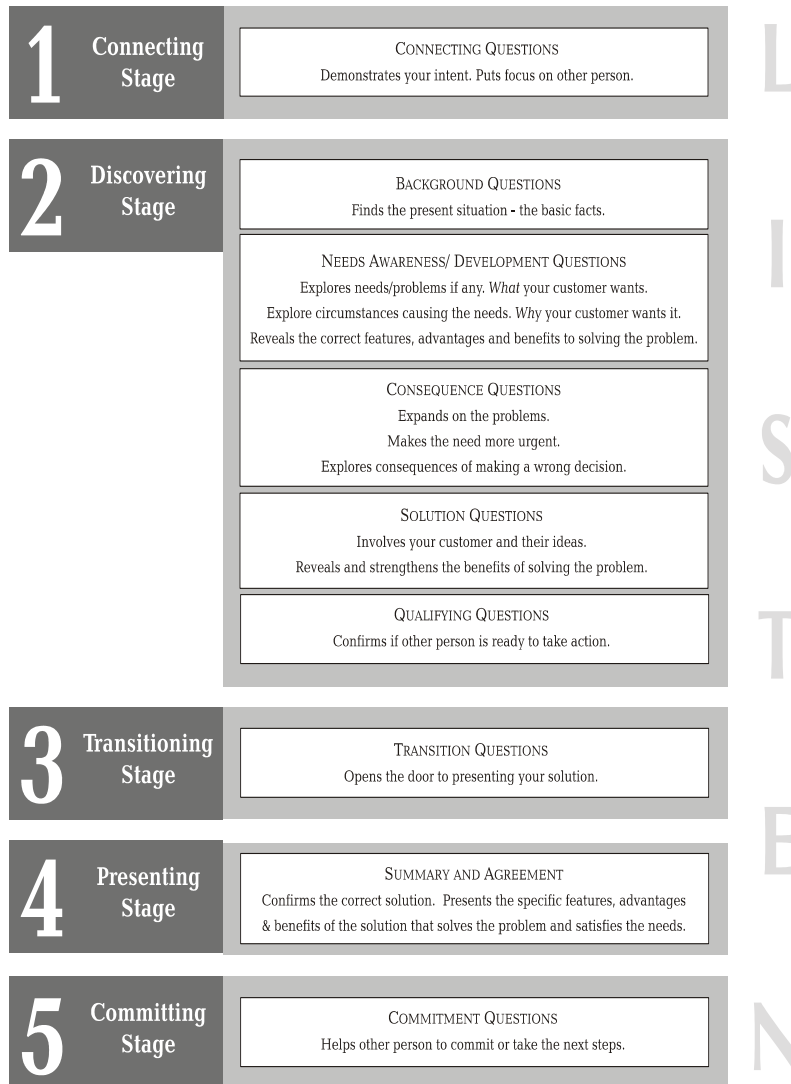 1 Connecting
Stage
CONNECTING QUESTIONS
Demonstrates your intent. Puts focus on other person.
2 Discovering
Stage
BACKGROUND QUESTIONS
Finds the present situation - the basic facts.
NEEDS AWARENESS/ DEVELOPMENT QUESTIONS
Explores needs/problems if any. What your customer wants.
Explore circumstances causing the needs. Why your customer wants it.
Reveals the correct features, advantages and benefits to solving the problem.
CONSEQUENCE QUESTIONS
Expands on the problems.
Makes the need more urgent.
Explores consequences of making a wrong decision.
SOLUTION QUESTIONS
Involves your customer and their ideas.
Reveals and strengthens the benefits of solving the problem.
QUALIFYING QUESTIONS
Confirms if other person is ready to take action.
3 Transitioning
Stage
TRANSITION QUESTIONS
Opens the door to presenting your solution.
4 Presenting
Stage
SUMMARY AND AGREEMENT
Confirms the correct solution.  Presents the specific features, advantages
& benefits of the solution that solves the problem and satisfies the needs.
5 Committing
Stage
COMMITMENT QUESTIONS
Helps other person to commit or take the next steps.
L
I
S
T
E
N